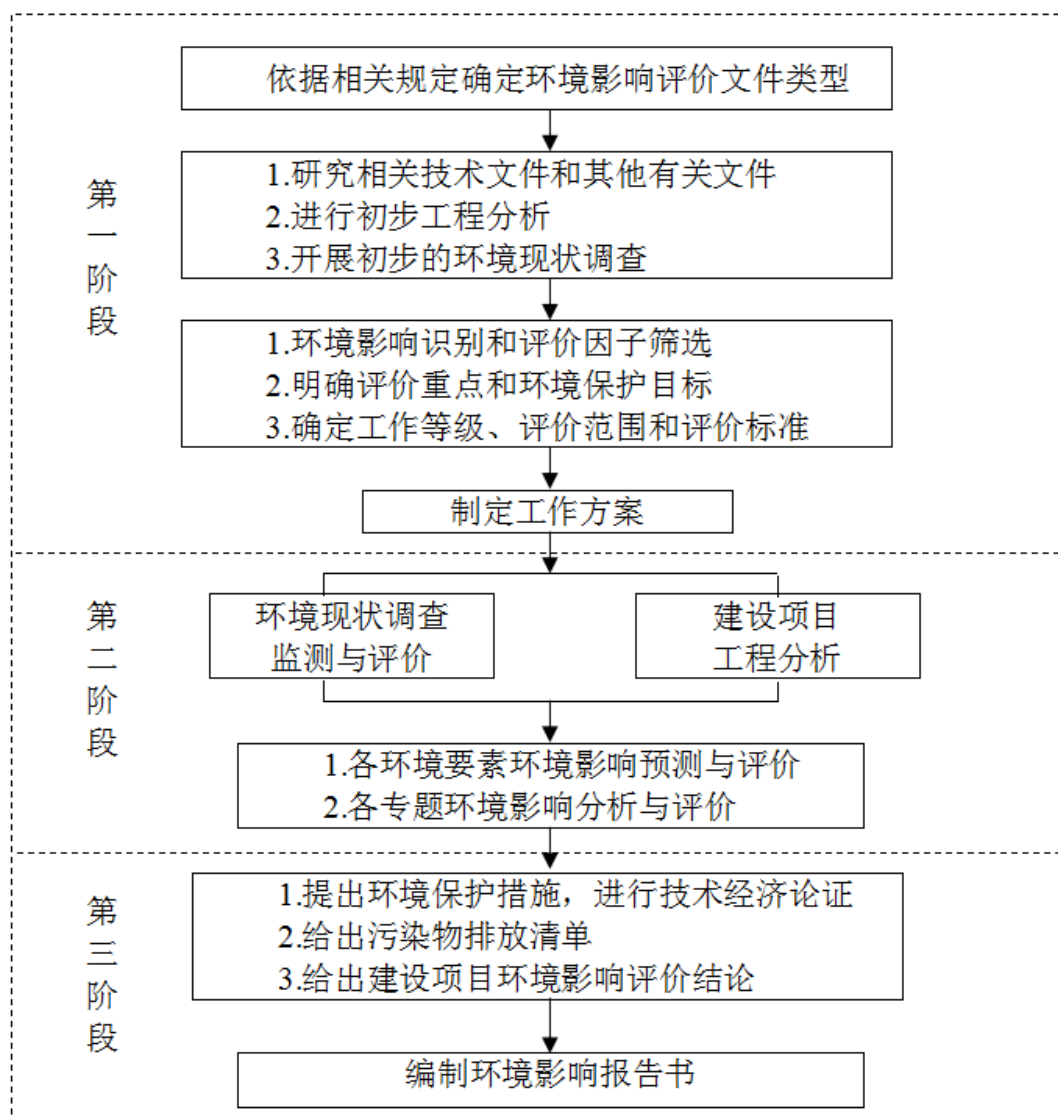 依据相关规定确定环境影响评价文件类型
第一阶段
1.研究相关技术文件和其他有关文件
2.进行初步工程分析
3.开展初步的环境现状调查
1.环境影响识别和评价因子筛选
2.明确评价重点和环境保护目标
3.确定工作等级、评价范围和评价标准
制定工作方案
第二阶段
环境现状调查
监测与评价
建设项目
工程分析
1.各环境要素环境影响预测与评价
2.各专题环境影响分析与评价
第三阶段
1.提出环境保护措施，进行技术经济论证
2.给出污染物排放清单
3.给出建设项目环境影响评价结论
编制环境影响报告书